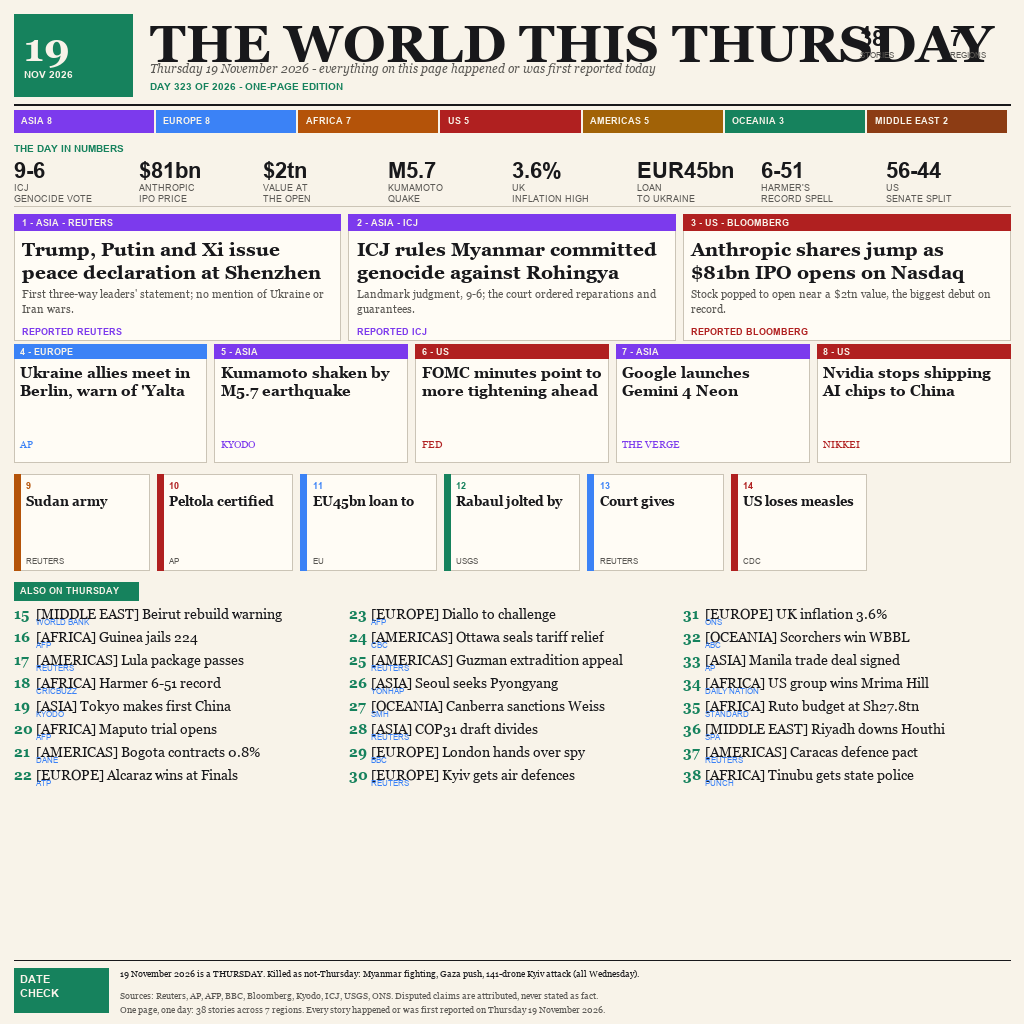 19
NOV 2026
THE WORLD THIS THURSDAY
38
STORIES
7
REGIONS
Thursday 19 November 2026 - everything on this page happened or was first reported today
DAY 323 OF 2026 - ONE-PAGE EDITION
ASIA 8
EUROPE 8
AFRICA 7
US 5
AMERICAS 5
OCEANIA 3
MIDDLE EAST 2
THE DAY IN NUMBERS
9-6
ICJ
GENOCIDE VOTE
$81bn
ANTHROPIC
IPO PRICE
$2tn
VALUE AT
THE OPEN
M5.7
KUMAMOTO
QUAKE
3.6%
UK
INFLATION HIGH
EUR45bn
LOAN
TO UKRAINE
6-51
HARMER'S
RECORD SPELL
56-44
US
SENATE SPLIT
1 - ASIA - REUTERS
Trump, Putin and Xi issue
peace declaration at Shenzhen
First three-way leaders' statement; no mention of Ukraine or
Iran wars.
REPORTED REUTERS
2 - ASIA - ICJ
ICJ rules Myanmar committed
genocide against Rohingya
Landmark judgment, 9-6; the court ordered reparations and
guarantees.
REPORTED ICJ
3 - US - BLOOMBERG
Anthropic shares jump as
$81bn IPO opens on Nasdaq
Stock popped to open near a $2tn value, the biggest debut on
record.
REPORTED BLOOMBERG
4 - EUROPE
Ukraine allies meet in
Berlin, warn of 'Yalta
AP
5 - ASIA
Kumamoto shaken by
M5.7 earthquake
KYODO
6 - US
FOMC minutes point to
more tightening ahead
FED
7 - ASIA
Google launches
Gemini 4 Neon
THE VERGE
8 - US
Nvidia stops shipping
AI chips to China
NIKKEI
9
Sudan army
REUTERS
10
Peltola certified
AP
11
EU45bn loan to
EU
12
Rabaul jolted by
USGS
13
Court gives
REUTERS
14
US loses measles
CDC
ALSO ON THURSDAY
15 [MIDDLE EAST] Beirut rebuild warning
WORLD BANK
16 [AFRICA] Guinea jails 224
AFP
17 [AMERICAS] Lula package passes
REUTERS
18 [AFRICA] Harmer 6-51 record
CRICBUZZ
19 [ASIA] Tokyo makes first China
KYODO
20 [AFRICA] Maputo trial opens
AFP
21 [AMERICAS] Bogota contracts 0.8%
DANE
22 [EUROPE] Alcaraz wins at Finals
ATP
23 [EUROPE] Diallo to challenge
AFP
24 [AMERICAS] Ottawa seals tariff relief
CBC
25 [AMERICAS] Guzman extradition appeal
REUTERS
26 [ASIA] Seoul seeks Pyongyang
YONHAP
27 [OCEANIA] Canberra sanctions Weiss
SMH
28 [ASIA] COP31 draft divides
REUTERS
29 [EUROPE] London hands over spy
BBC
30 [EUROPE] Kyiv gets air defences
REUTERS
31 [EUROPE] UK inflation 3.6%
ONS
32 [OCEANIA] Scorchers win WBBL
ABC
33 [ASIA] Manila trade deal signed
AP
34 [AFRICA] US group wins Mrima Hill
DAILY NATION
35 [AFRICA] Ruto budget at Sh27.8tn
STANDARD
36 [MIDDLE EAST] Riyadh downs Houthi
SPA
37 [AMERICAS] Caracas defence pact
REUTERS
38 [AFRICA] Tinubu gets state police
PUNCH
DATE
CHECK
19 November 2026 is a THURSDAY. Killed as not-Thursday: Myanmar fighting, Gaza push, 141-drone Kyiv attack (all Wednesday).
Sources: Reuters, AP, AFP, BBC, Bloomberg, Kyodo, ICJ, USGS, ONS. Disputed claims are attributed, never stated as fact.
One page, one day: 38 stories across 7 regions. Every story happened or was first reported on Thursday 19 November 2026.